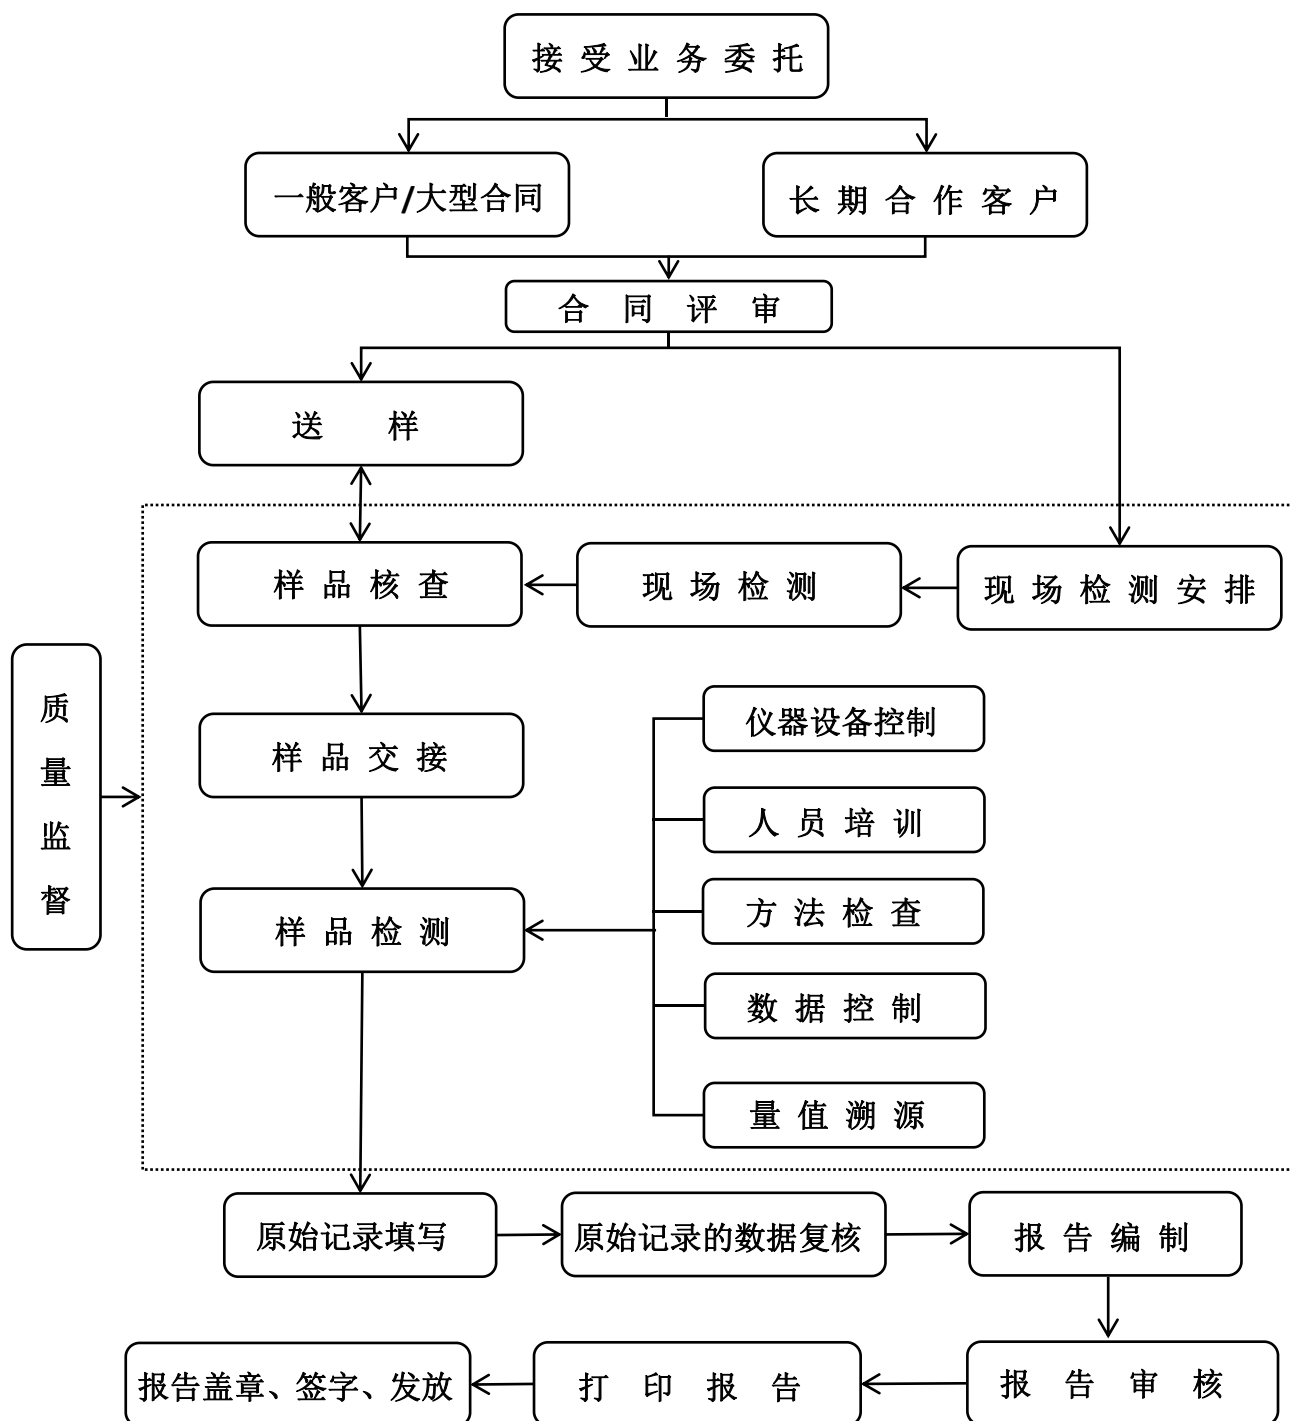 接受业务委托
一般客户/大型合同
长期合作客户
合同评审
送样
样品核查
现场检测
现场检测安排
质量监督
样品交接
仪器设备控制
人员培训
方法检查
样品检测
数据控制
量值溯源
原始记录填写
原始记录的数据复核
报告编制
报告盖章、签字、发放
打印报告
报告审核